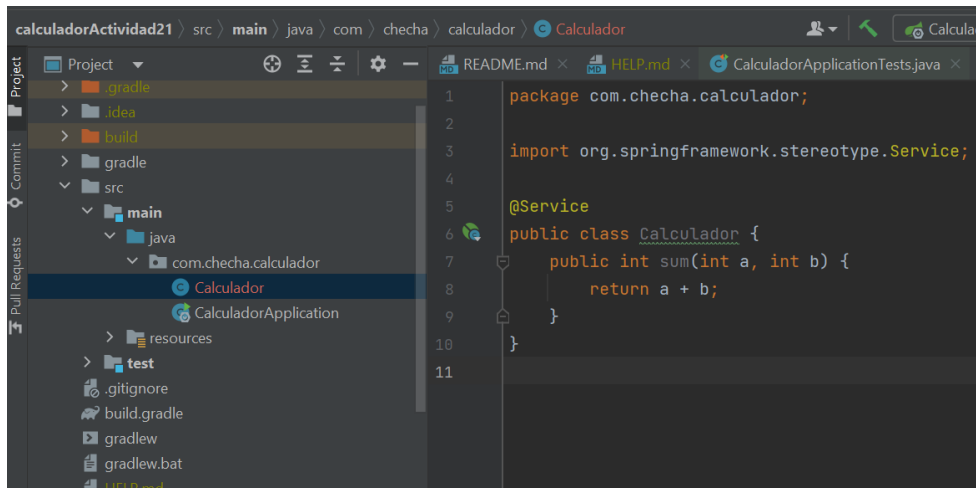 calculadorActividad21 〉 src 〉 main 〉 java 〉 com 〉 checha 〉 calculador 〉 Calculador
Calcula
Project
Commit
Pull Requests
Project
.gradle
.idea
build
gradle
src
main
java
com.checha.calculador
Calculador
CalculadorApplication
resources
test
.gitignore
build.gradle
gradlew
gradlew.bat
HELP.md
README.md × HELP.md × CalculadorApplicationTests.java ×
1 package com.checha.calculador;
2
3 import org.springframework.stereotype.Service;
4
5 @Service
6 public class Calculador {
7 public int sum(int a, int b) {
8 return a + b;
9 }
10 }
11